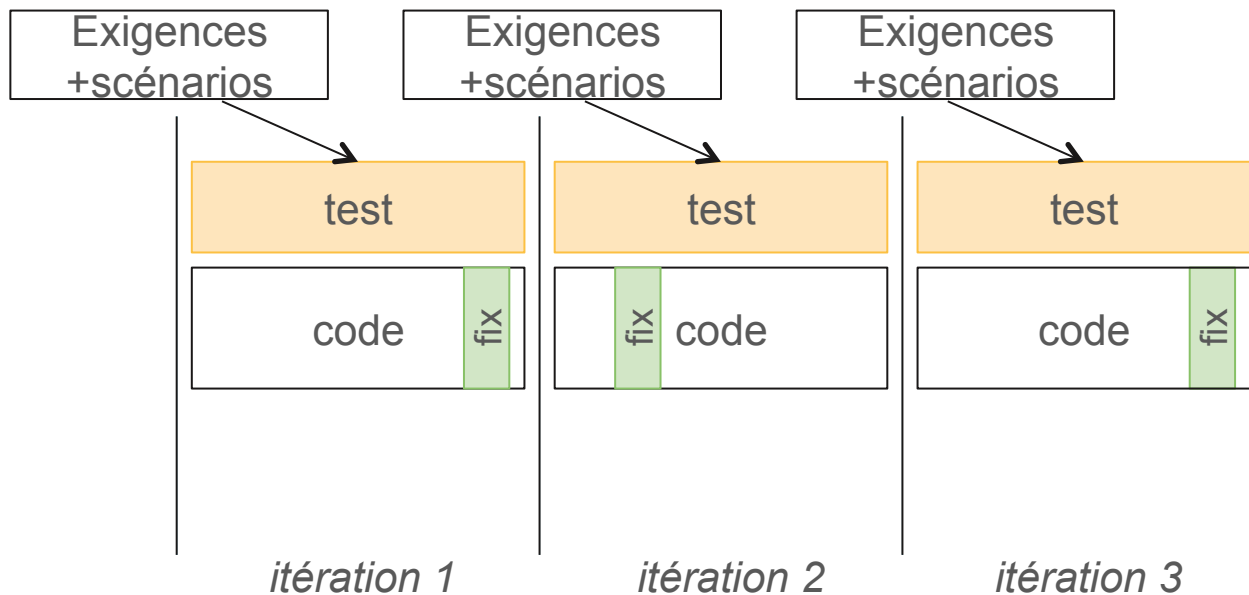 Exigences
+scénarios
Exigences
+scénarios
Exigences
+scénarios
test
test
test
code
fix
fix
code
code
fix
itération 1
itération 2
itération 3